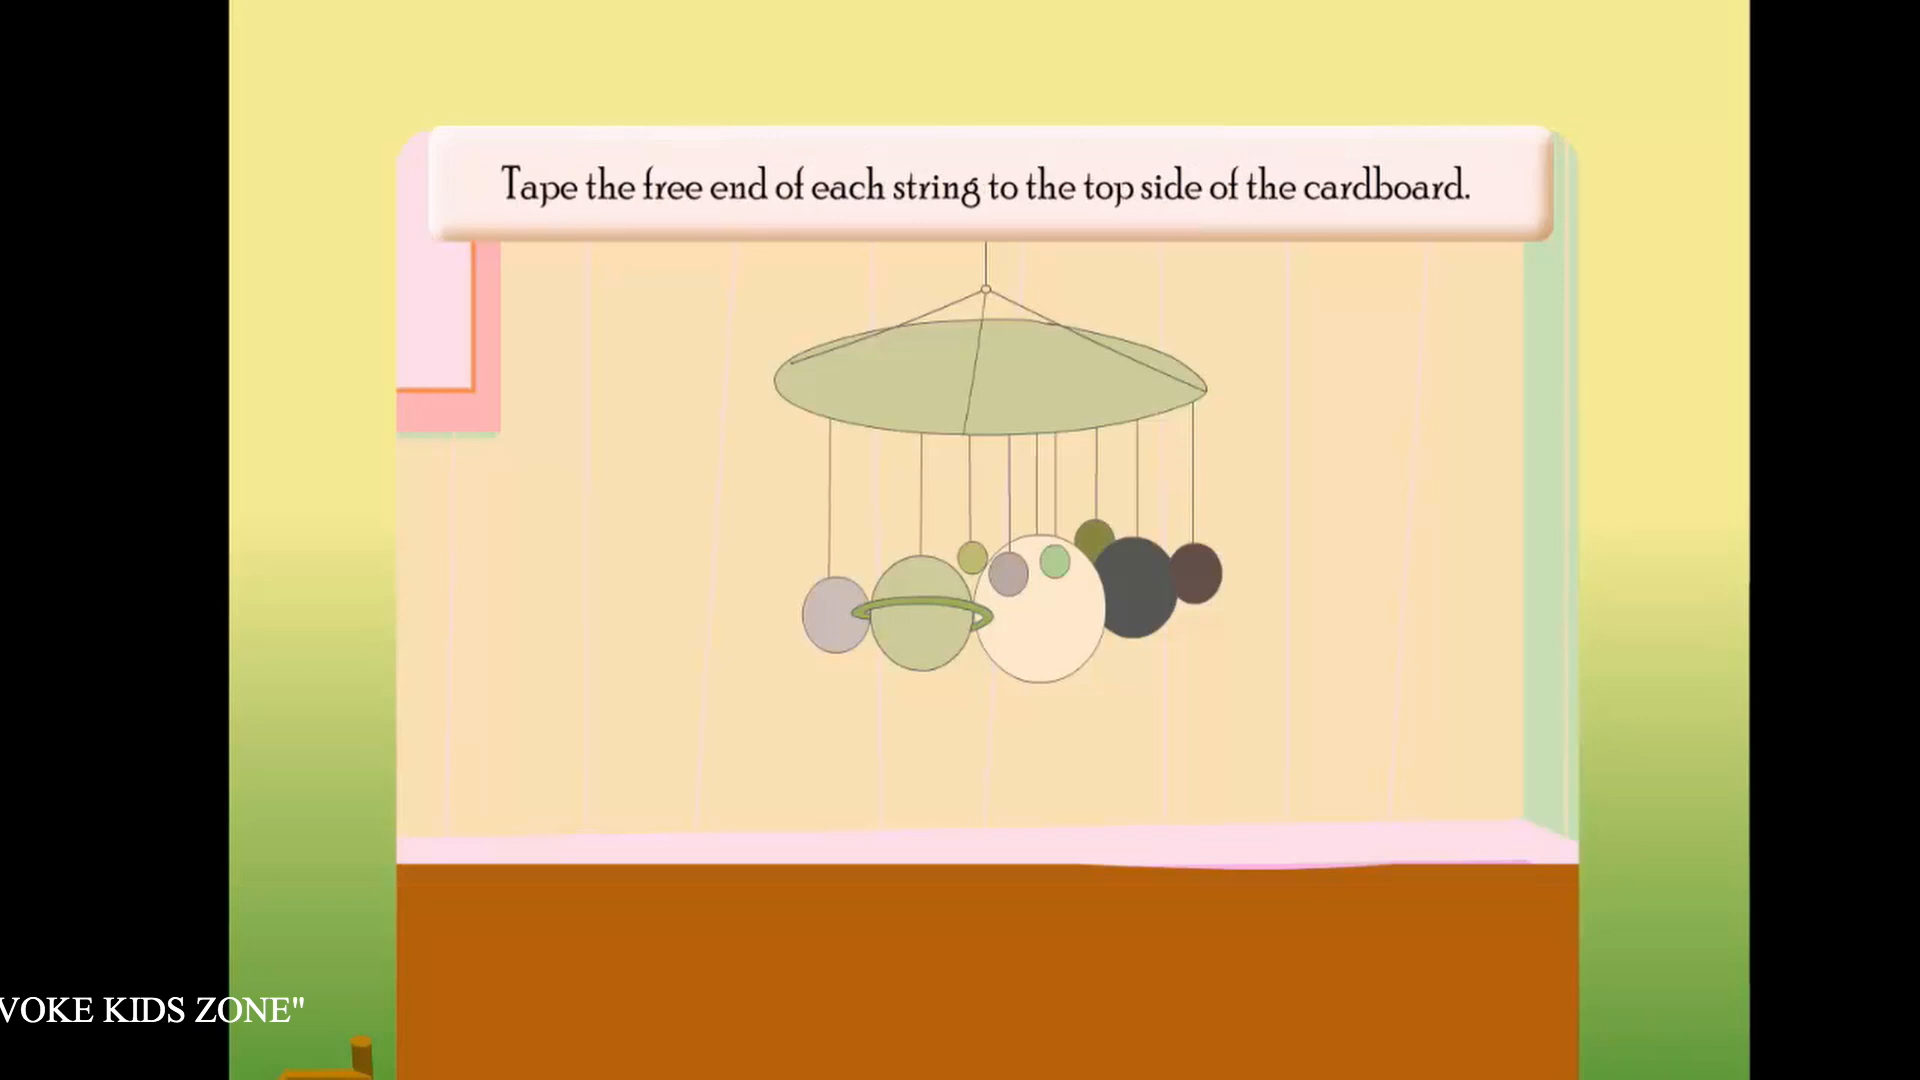 Tape the free end of each string to the top side of the cardboard.
VOKE KIDS ZONE"